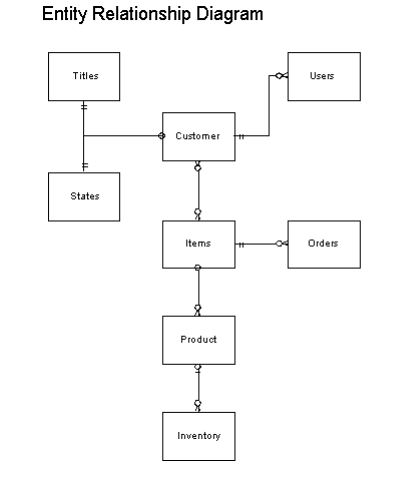 Entity Relationship Diagram
Titles
Users
Customer
States
Items
Orders
Product
Inventory